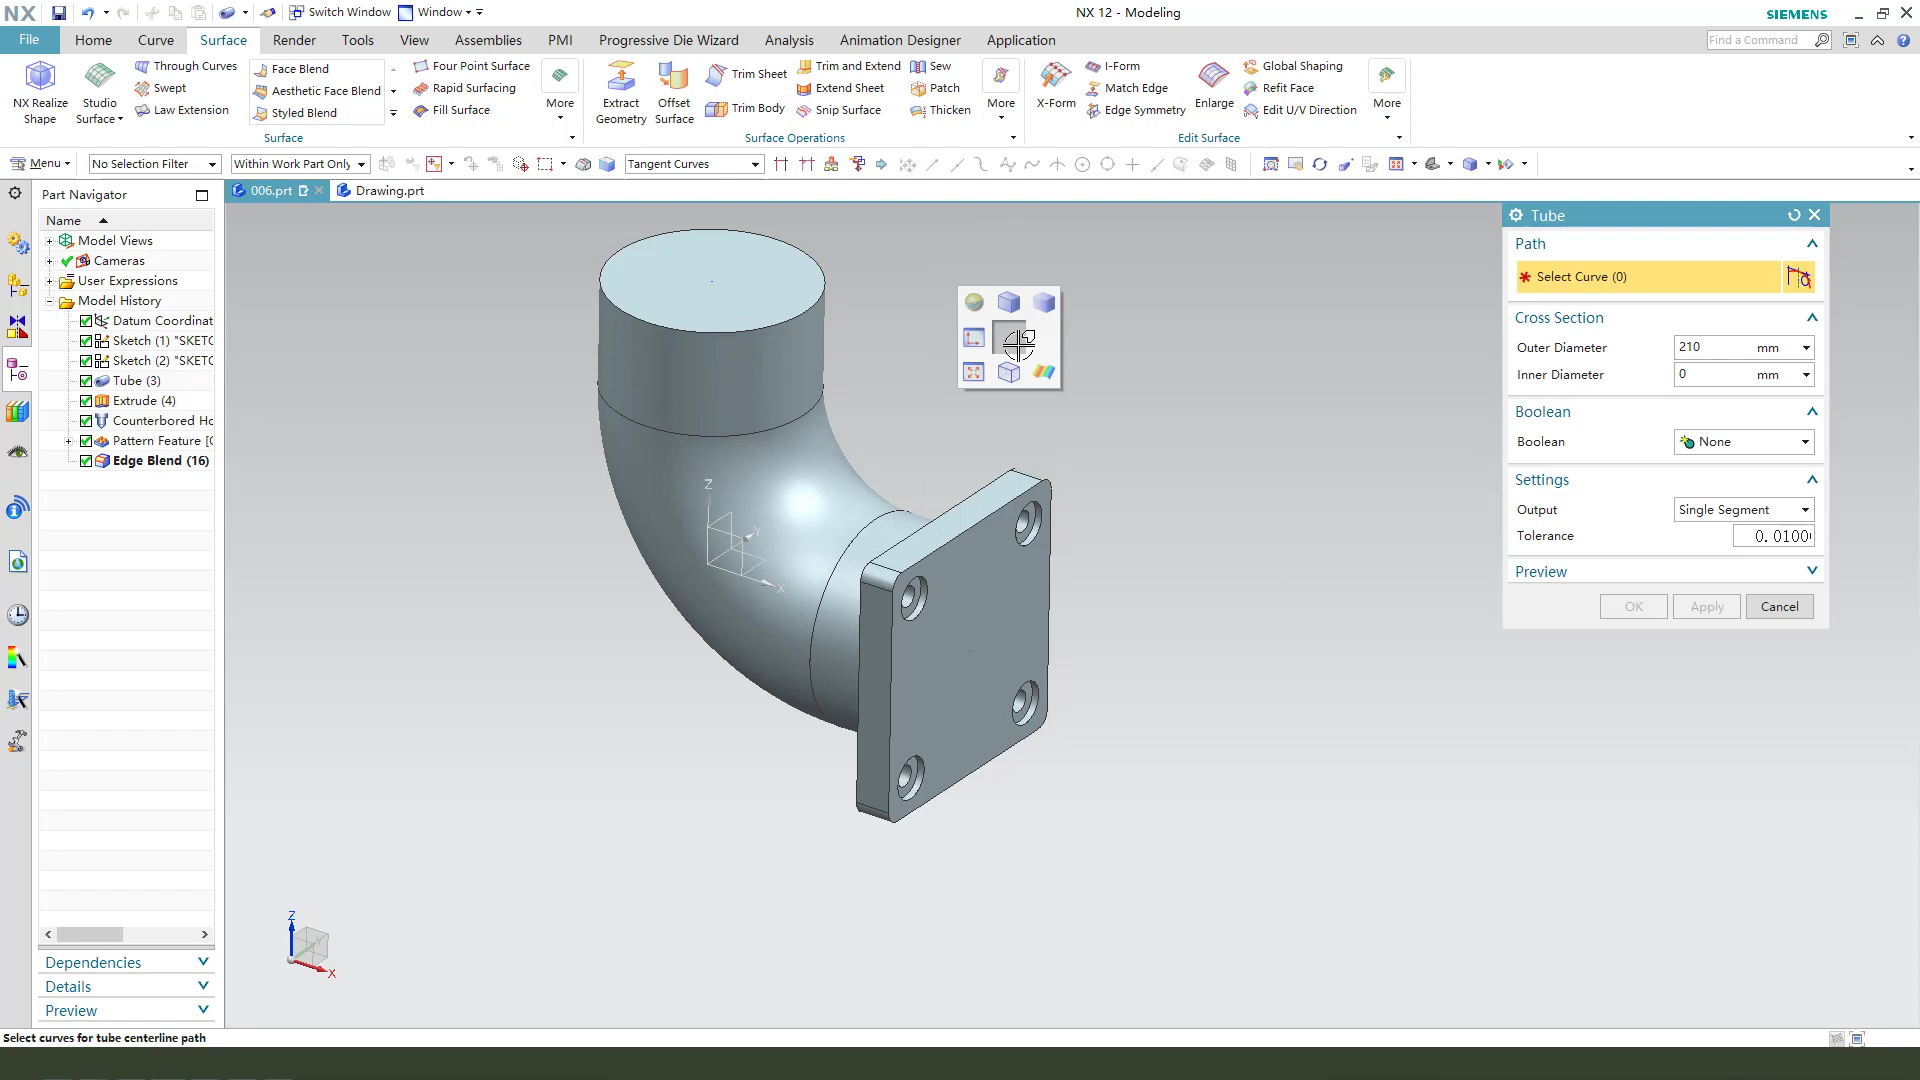 NX
Switch Window
Window
NX 12 - Modeling
SIEMENS
File
Home
Curve
Surface
Render
Tools
View
Assemblies
PMI
Progressive Die Wizard
Analysis
Animation Designer
Application
Find a Command
NX Realize
Shape
Studio
Surface
Through Curves
Swept
Law Extension
Face Blend
Aesthetic Face Blend
Styled Blend
Four Point Surface
Rapid Surfacing
Fill Surface
More
Surface
Extract
Geometry
Offset
Surface
Trim Sheet
Trim Body
Trim and Extend
Extend Sheet
Snip Surface
Sew
Patch
Thicken
More
Surface Operations
X-Form
I-Form
Match Edge
Edge Symmetry
Enlarge
Global Shaping
Refit Face
Edit U/V Direction
More
Edit Surface
Menu
No Selection Filter
Within Work Part Only
Tangent Curves
Part Navigator
006.prt
Drawing.prt
Name
Model Views
Cameras
User Expressions
Model History
Datum Coordinat
Sketch (1) "SKETC
Sketch (2) "SKETC
Tube (3)
Extrude (4)
Counterbored Ho
Pattern Feature [C
Edge Blend (16)
Dependencies
Details
Preview
Z
Y
X
Z
X
Tube
Path
* Select Curve (0)
Cross Section
Outer Diameter 210 mm
Inner Diameter 0 mm
Boolean
Boolean None
Settings
Output Single Segment
Tolerance 0.0100
Preview
OK
Apply
Cancel
Select curves for tube centerline path